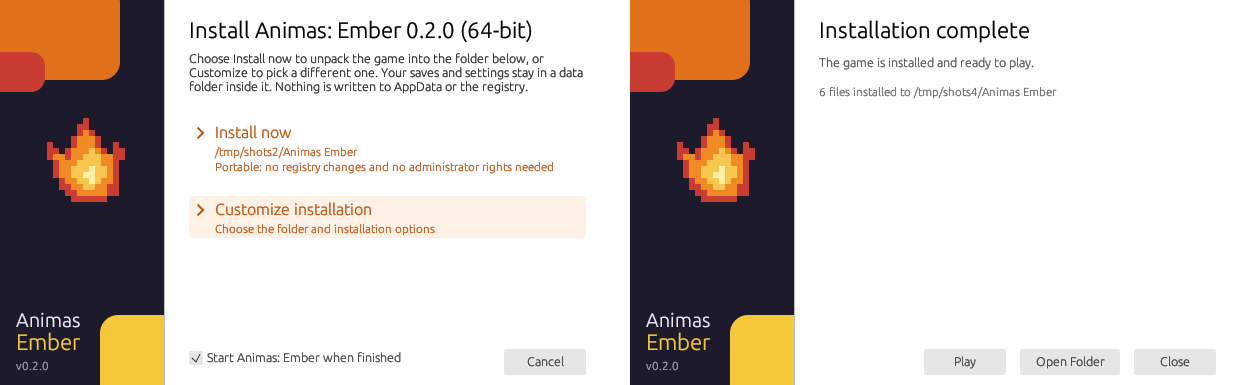 Install Animas: Ember 0.2.0 (64-bit)
Choose Install now to unpack the game into the folder below, or
Customize to pick a different one. Your saves and settings stay in a data
folder inside it. Nothing is written to AppData or the registry.
Install now
/tmp/shots2/Animas Ember
Portable: no registry changes and no administrator rights needed
Customize installation
Choose the folder and installation options
Animas
Ember
v0.2.0
Start Animas: Ember when finished
Cancel
Installation complete
The game is installed and ready to play.
6 files installed to /tmp/shots4/Animas Ember
Animas
Ember
v0.2.0
Play
Open Folder
Close